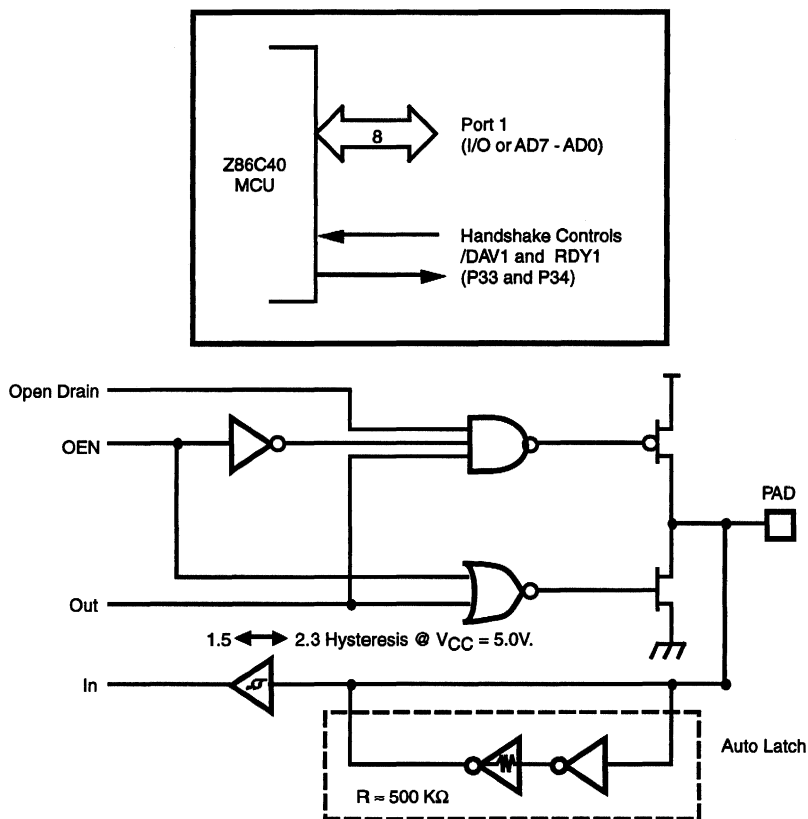 Z86C40
MCU
8
Port 1
(I/O or AD7 - AD0)
Handshake Controls
/DAV1 and RDY1
(P33 and P34)
Open Drain
OEN
PAD
Out
1.5
2.3 Hysteresis @ VCC = 5.0V.
In
Auto Latch
R ≈ 500 KΩ